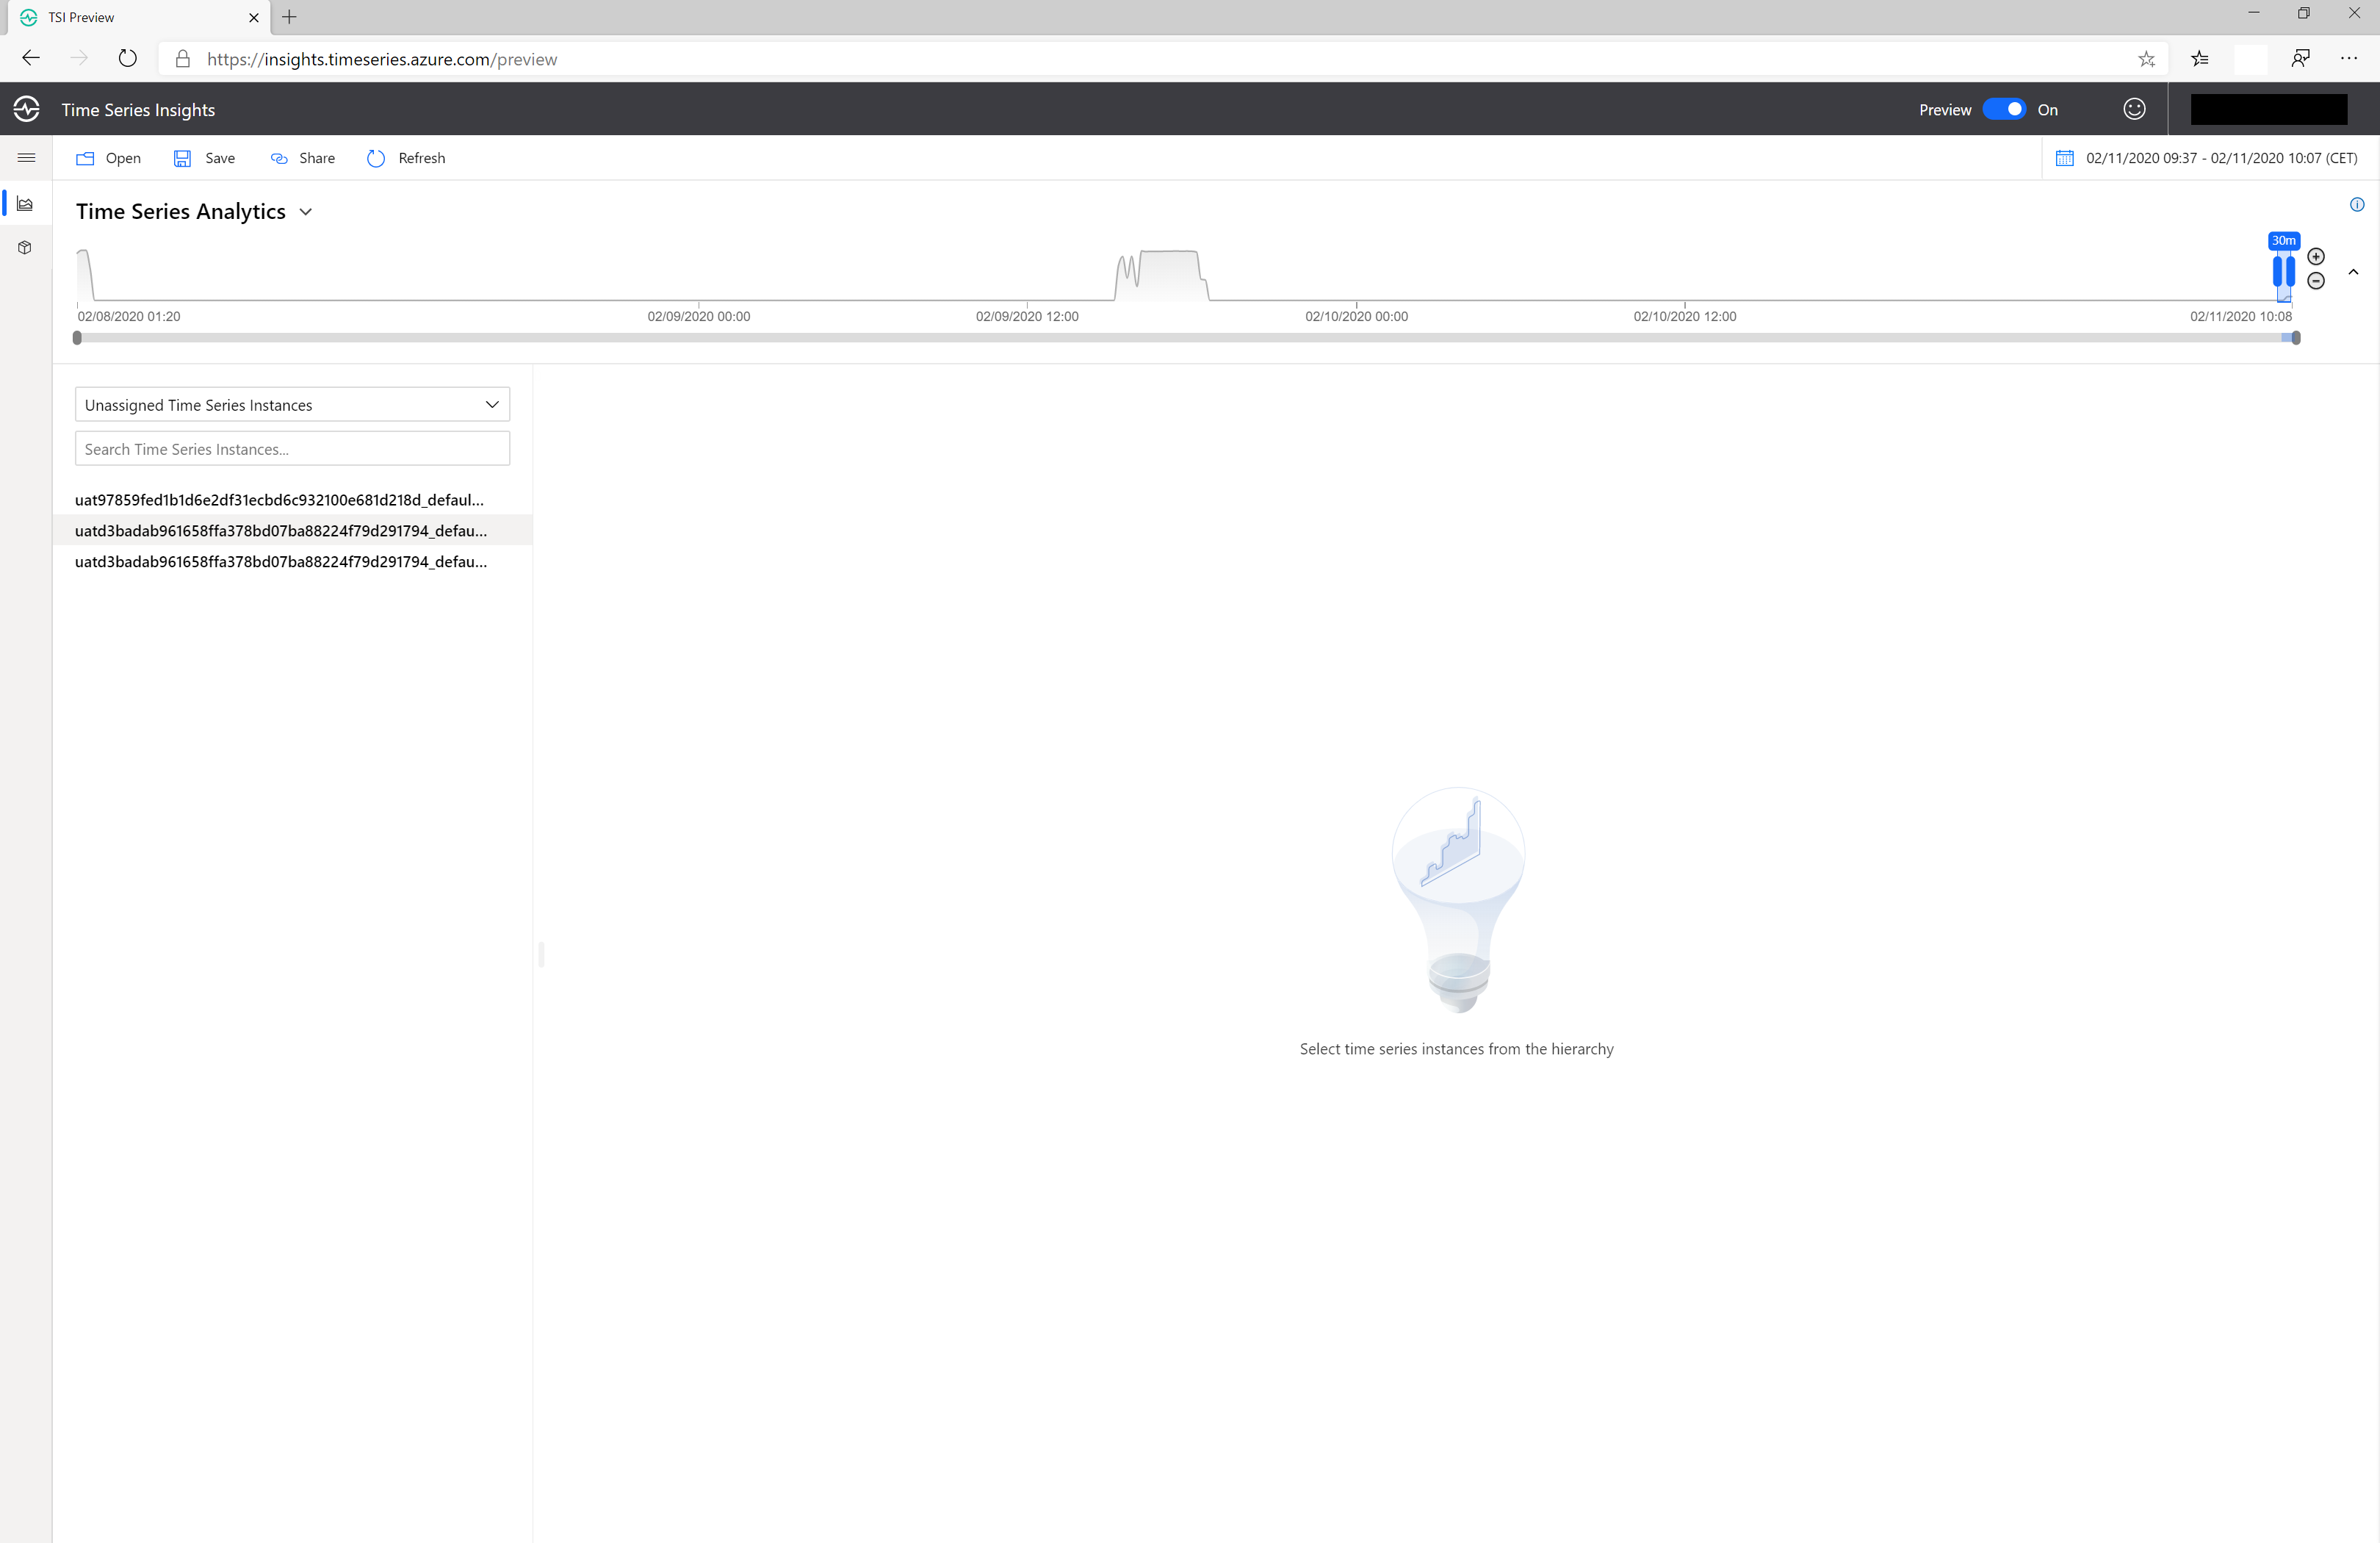 TSI Preview
https://insights.timeseries.azure.com/preview
Time Series Insights
Preview On
Open Save Share Refresh
02/11/2020 09:37 - 02/11/2020 10:07 (CET)
Time Series Analytics
30m
02/08/2020 01:20 02/09/2020 00:00 02/09/2020 12:00 02/10/2020 00:00 02/10/2020 12:00 02/11/2020 10:08
Unassigned Time Series Instances
Search Time Series Instances...
uat97859fed1b1d6e2df31ecbd6c932100e681d218d_defaul...
uatd3badab961658ffa378bd07ba88224f79d291794_defau...
uatd3badab961658ffa378bd07ba88224f79d291794_defau...
Select time series instances from the hierarchy